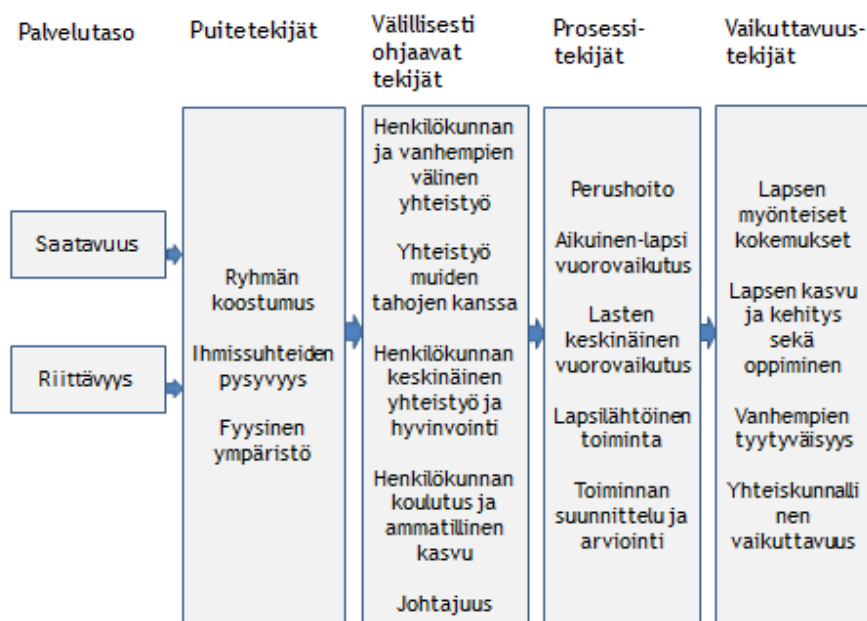 Palvelutaso
Puitetekijät
Välillisesti
ohjaavat
tekijät
Prosessi-
tekijät
Vaikuttavuus-
tekijät
Saatavuus
Riittävyys
Ryhmän
koostumus
Ihmissuhteiden
pysyvyys
Fyysinen
ympäristö
Henkilökunnan
ja vanhempien
välinen
yhteistyö
Yhteistyö
muiden
tahojen kanssa
Henkilökunnan
keskinäinen
yhteistyö ja
hyvinvointi
Henkilökunnan
koulutus ja
ammatillinen
kasvu
Johtajuus
Perushoito
Aikuinen-lapsi
vuorovaikutus
Lasten
keskinäinen
vuorovaikutus
Lapsilähtöinen
toiminta
Toiminnan
suunnittelu ja
arviointi
Lapsen
myönteiset
kokemukset
Lapsen kasvu
ja kehitys
sekä
oppiminen
Vanhempien
tyytyväisyys
Yhteiskunnalli
nen
vaikuttavuus